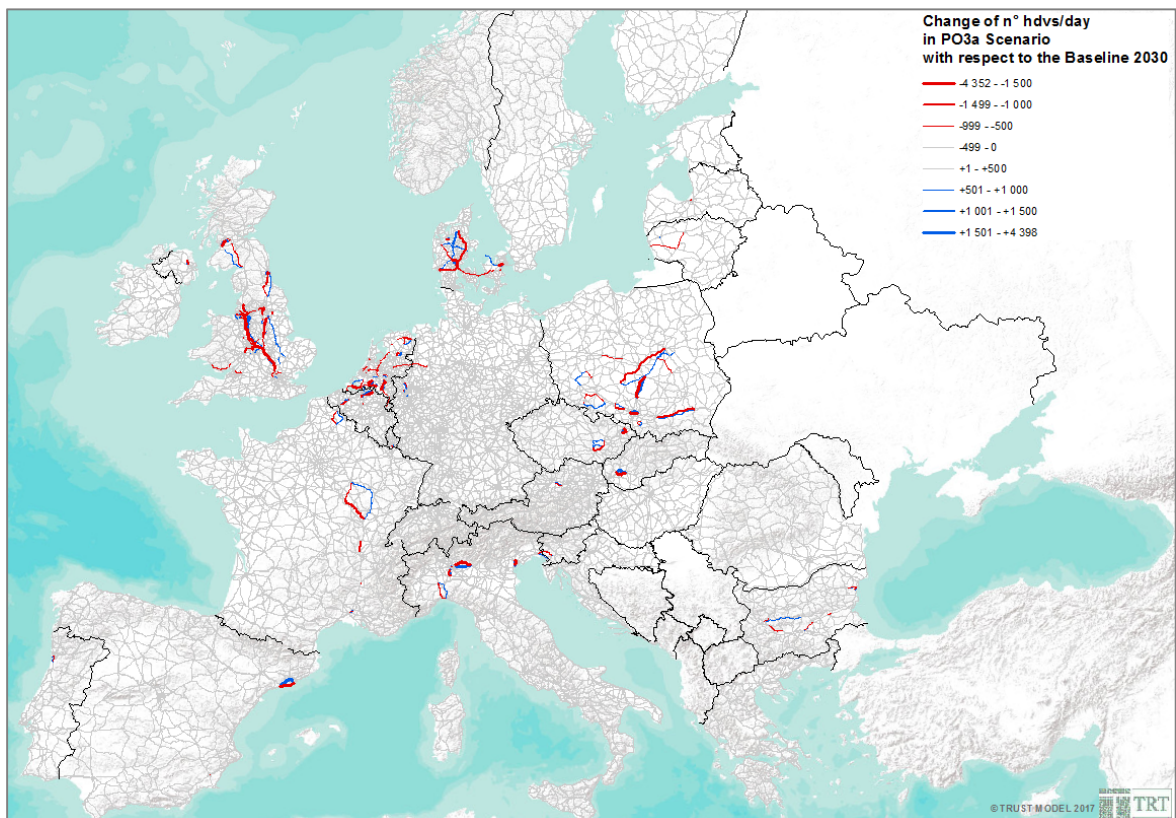 Change of n° hdvs/day
in PO3a Scenario
with respect to the Baseline 2030
-4 352 - -1 500
-1 499 - -1 000
-999 - -500
-499 - 0
+1 - +500
+501 - +1 000
+1 001 - +1 500
+1 501 - +4 398
©TRUST MODEL 2017
TRT